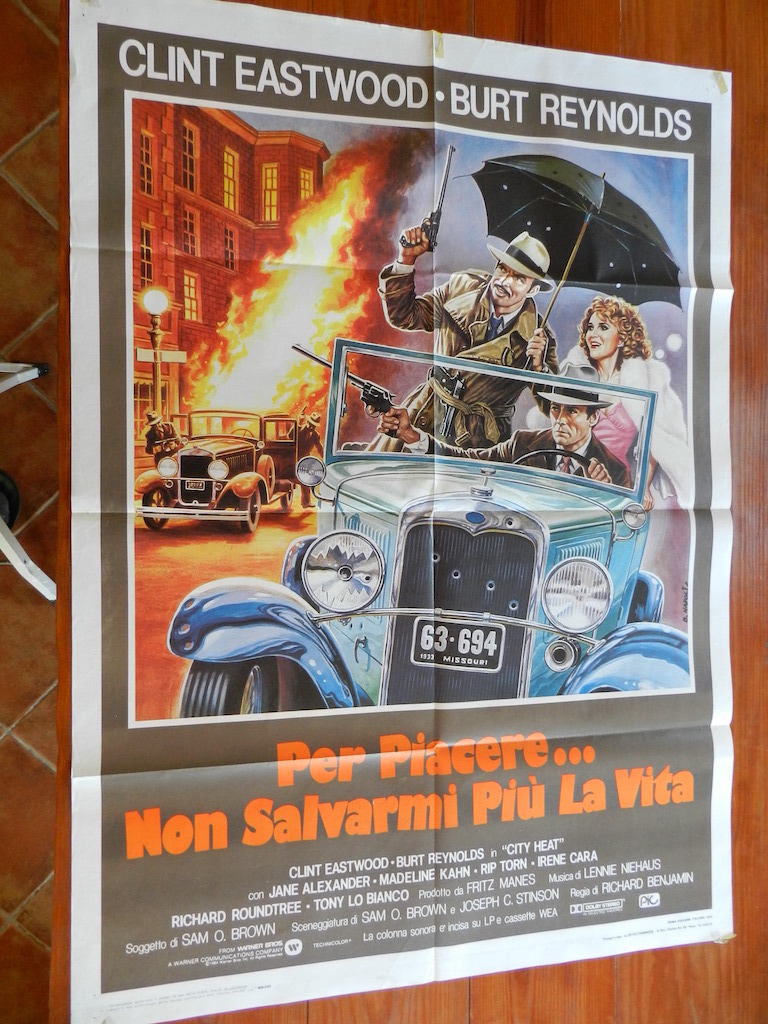 CLINT EASTWOOD • BURT REYNOLDS
63-694
1933 MISSOURI
Per Piacere...
Non Salvarmi Più La Vita
CLINT EASTWOOD • BURT REYNOLDS in "CITY HEAT"
con JANE ALEXANDER • MADELINE KAHN • RIP TORN • IRENE CARA
RICHARD ROUNDTREE • TONY LO BIANCO Prodotto da FRITZ MANES Musica di LENNIE NIEHAUS
Soggetto di SAM O. BROWN Sceneggiatura di SAM O. BROWN e JOSEPH C. STINSON Regia di RICHARD BENJAMIN
FROM WARNER BROS.
A WARNER COMMUNICATIONS COMPANY
TECHNICOLOR®
La colonna sonora è incisa su LP e cassette WEA
DOLBY STEREO
PIC